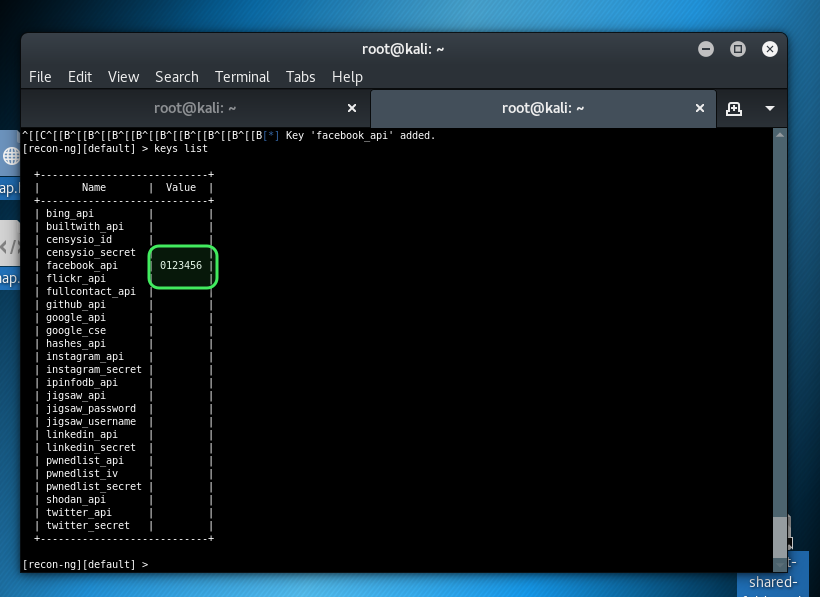 root@kali: ~
File Edit View Search Terminal Tabs Help
root@kali: ~ root@kali: ~
^[[C^[[B^[[B^[[B^[[B^[[B^[[B^[[B^[[B[*] Key 'facebook_api' added.
[recon-ng][default] > keys list
+---------------------------+
| Name | Value |
+---------------------------+
| bing_api | |
| builtwith_api | |
| censysio_id | |
| censysio_secret | |
| facebook_api | 0123456 |
| flickr_api | |
| fullcontact_api | |
| github_api | |
| google_api | |
| google_cse | |
| hashes_api | |
| instagram_api | |
| instagram_secret | |
| ipinfodb_api | |
| jigsaw_api | |
| jigsaw_password | |
| jigsaw_username | |
| linkedin_api | |
| linkedin_secret | |
| pwnedlist_api | |
| pwnedlist_iv | |
| pwnedlist_secret | |
| shodan_api | |
| twitter_api | |
| twitter_secret | |
+---------------------------+
[recon-ng][default] >
shared-